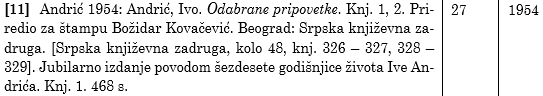 [11] Andrić 1954: Andrić, Ivo. Odabrane pripovetke. Knj. 1, 2. Pri- 27 1954
redio za štampu Božidar Kovačević. Beograd: Srpska književna za-
druga. [Srpska književna zadruga, kolo 48, knj. 326 – 327, 328 –
329]. Jubilarno izdanje povodom šezdesete godišnjice života Ive An-
drića. Knj. 1. 468 s.